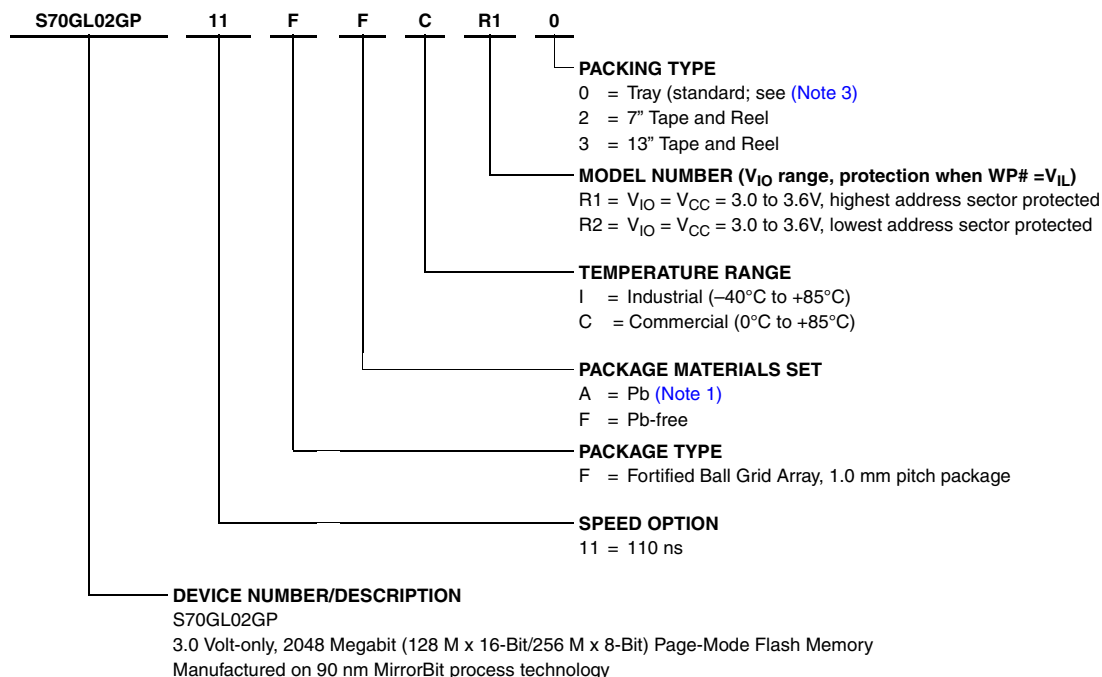 S70GL02GP 11 F F C R1 0
PACKING TYPE
0 = Tray (standard; see (Note 3)
2 = 7” Tape and Reel
3 = 13” Tape and Reel
MODEL NUMBER (VIO range, protection when WP# =VIL)
R1 = VIO = VCC = 3.0 to 3.6V, highest address sector protected
R2 = VIO = VCC = 3.0 to 3.6V, lowest address sector protected
TEMPERATURE RANGE
I = Industrial (–40°C to +85°C)
C = Commercial (0°C to +85°C)
PACKAGE MATERIALS SET
A = Pb (Note 1)
F = Pb-free
PACKAGE TYPE
F = Fortified Ball Grid Array, 1.0 mm pitch package
SPEED OPTION
11 = 110 ns
DEVICE NUMBER/DESCRIPTION
S70GL02GP
3.0 Volt-only, 2048 Megabit (128 M x 16-Bit/256 M x 8-Bit) Page-Mode Flash Memory
Manufactured on 90 nm MirrorBit process technology